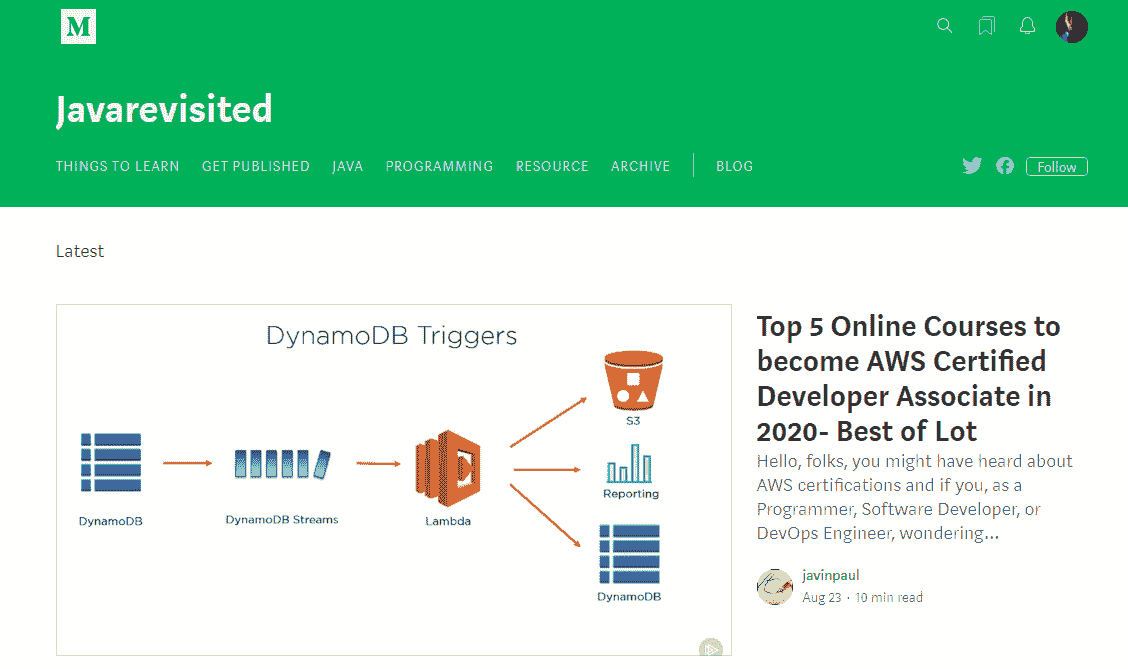 M
Javarevisited
THINGS TO LEARN GET PUBLISHED JAVA PROGRAMMING RESOURCE ARCHIVE BLOG Follow
Latest
DynamoDB Triggers
S3
Reporting
DynamoDB
DynamoDB Streams
Lambda
DynamoDB
Top 5 Online Courses to
become AWS Certified
Developer Associate in
2020- Best of Lot
Hello, folks, you might have heard about
AWS certifications and if you, as a
Programmer, Software Developer, or
DevOps Engineer, wondering...
javinpaul
Aug 23 · 10 min read